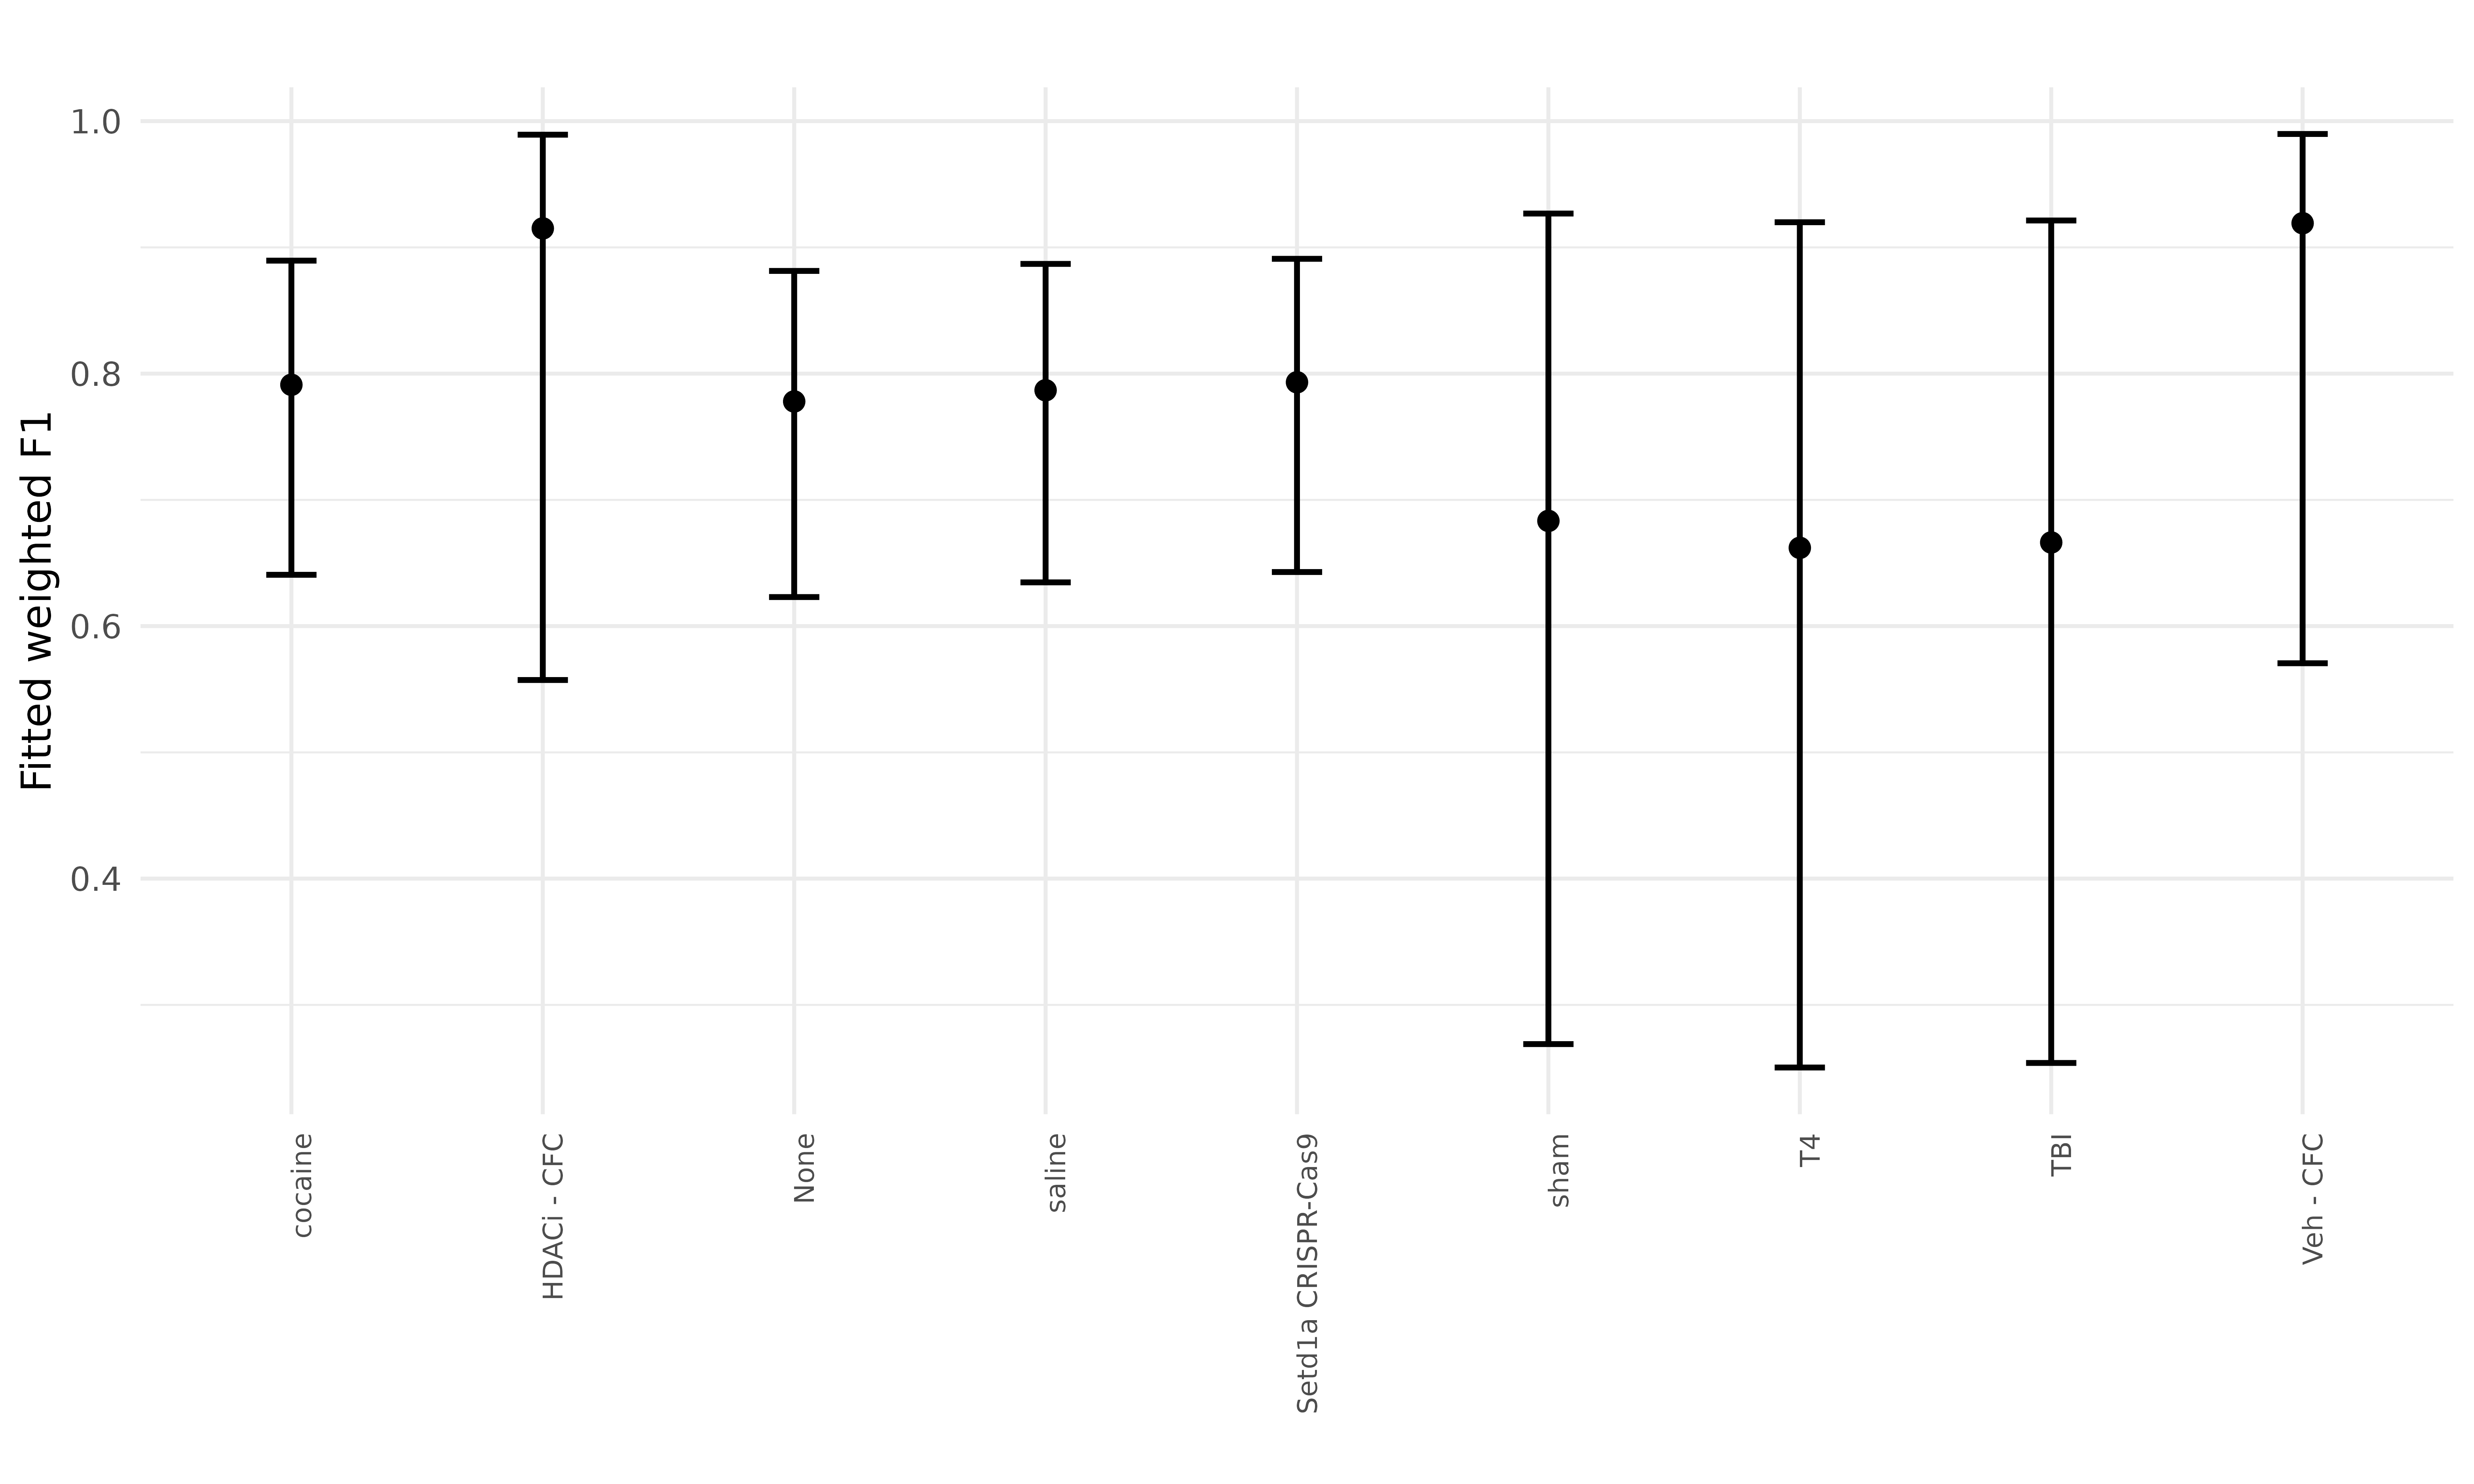 Fitted weighted F1
1.0
0.8
0.6
0.4
cocaine
HDACi - CFC
None
saline
Setd1a CRISPR-Cas9
sham
T4
TBI
Veh - CFC